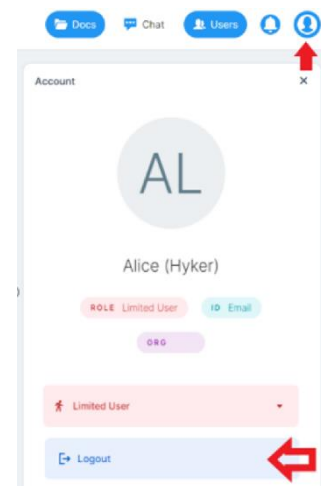 Docs Chat Users
Account ×
AL
Alice (Hyker)
ROLE Limited User ID Email
ORG
Limited User
Logout